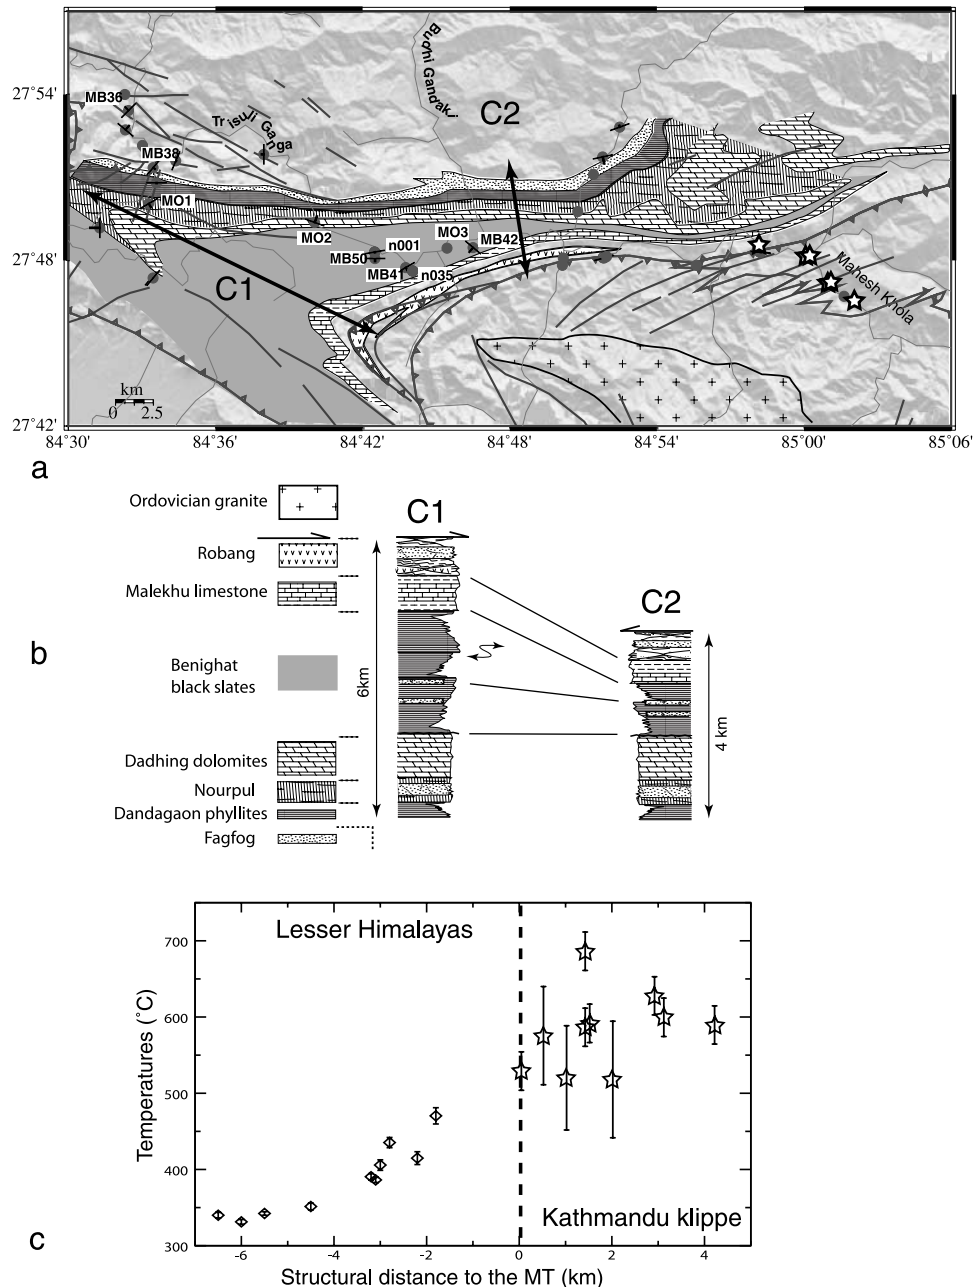 Bhuri Gandaki
C2
27°54'
MB36
Trisuli Ganga
MB38
MO1
MO2
n001
MO3
MB42
MB50
MB41
n035
27°48'
C1
Mahesh Khola
km
0 2.5
27°42'
84°30' 84°36' 84°42' 84°48' 84°54' 85°00' 85°06'
a
Ordovician granite
C1
Robang
Malekhu limestone
C2
b
Benighat
black slates
6km
4 km
Dadhing dolomites
Nourpul
Dandagaon phyllites
Fagfog
Lesser Himalayas
700
600
500
400
300
Temperatures (°C)
Kathmandu klippe
c
-6 -4 -2 0 2 4
Structural distance to the MT (km)